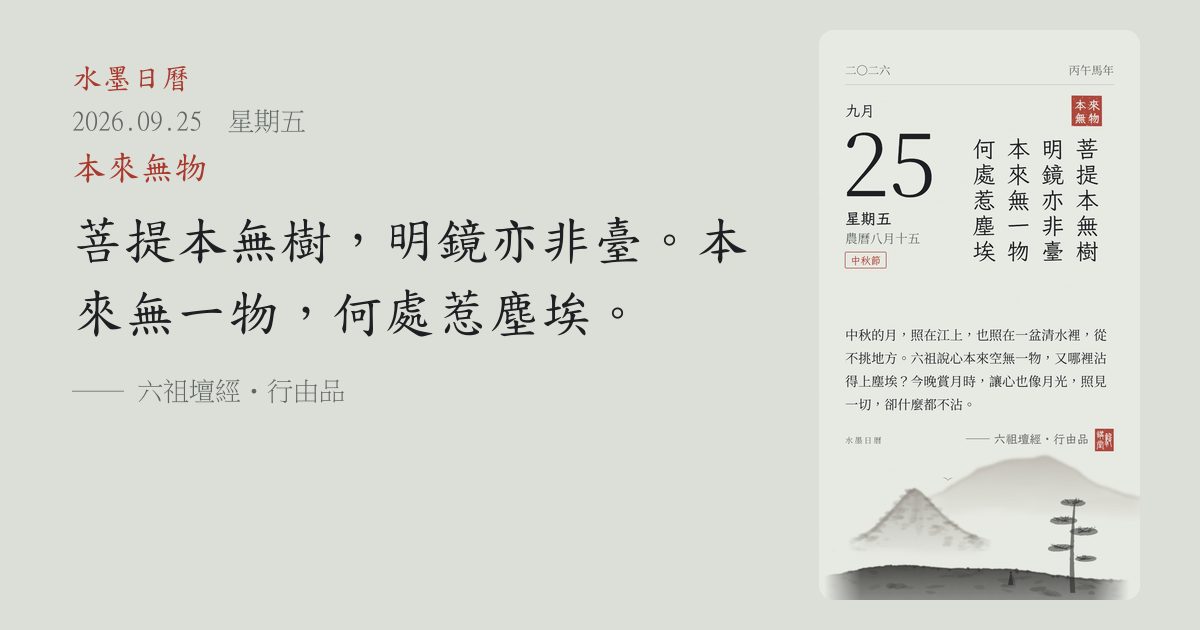 水墨日曆
2026.09.25 星期五
本來無物
菩提本無樹，明鏡亦非臺。本
來無一物，何處惹塵埃。
—— 六祖壇經・行由品
二〇二六
丙午馬年
九月
25
星期五
農曆八月十五
中秋節
本來
無物
菩提本無樹
明鏡亦非臺
本來無一物
何處惹塵埃
中秋的月，照在江上，也照在一盆清水裡，從
不挑地方。六祖說心本來空無一物，又哪裡沾
得上塵埃？今晚賞月時，讓心也像月光，照見
一切，卻什麼都不沾。
水墨日曆
—— 六祖壇經・行由品